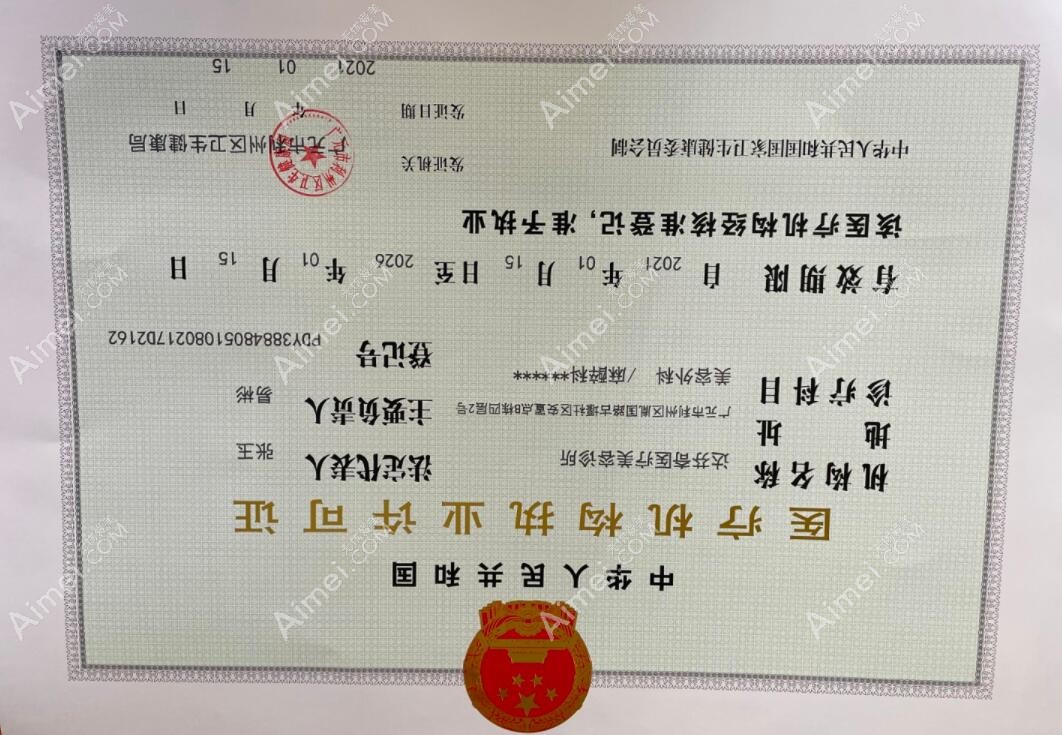 中华人民共和国
医疗机构执业许可证
机构名称 达芬奇医疗美容诊所
法定代表人 张玉
地址 广元市利州区 路古堰社区安置点B栋四层2号
主要负责人 易彬
诊疗科目 美容外科 /麻醉科******
登记号 PDY38848051080217D2162
有效期限 自 2021 年 01 月 15 日至 2026 年 01 月 15 日
该医疗机构经核准登记，准予执业
中华人民共和国国家卫生健康委员会制
发证机关 广元市利州区卫生健康局
发证日期 年 月 日
2021 01 15
Aimei.COM